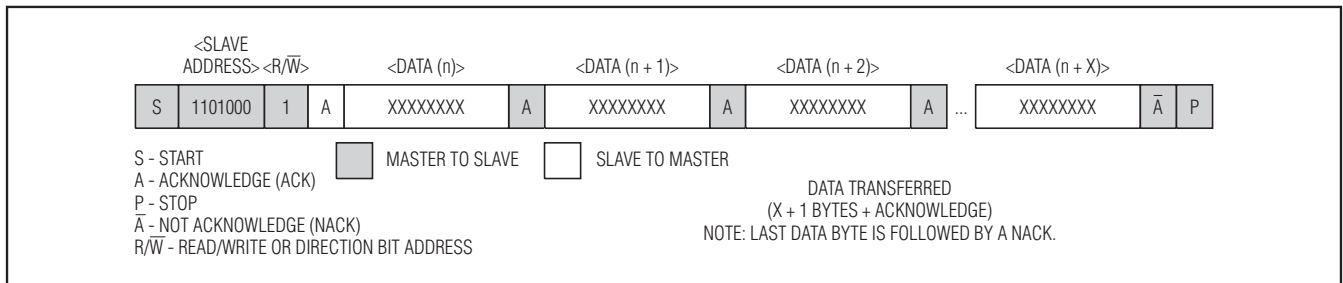 <SLAVE
ADDRESS> <R/W̅> <DATA (n)> <DATA (n + 1)> <DATA (n + 2)> <DATA (n + X)>
S 1101000 1 A XXXXXXXX A XXXXXXXX A XXXXXXXX A ... XXXXXXXX A̅ P
S - START
MASTER TO SLAVE SLAVE TO MASTER
A - ACKNOWLEDGE (ACK)
P - STOP
A̅ - NOT ACKNOWLEDGE (NACK)
R/W̅ - READ/WRITE OR DIRECTION BIT ADDRESS
DATA TRANSFERRED
(X + 1 BYTES + ACKNOWLEDGE)
NOTE: LAST DATA BYTE IS FOLLOWED BY A NACK.